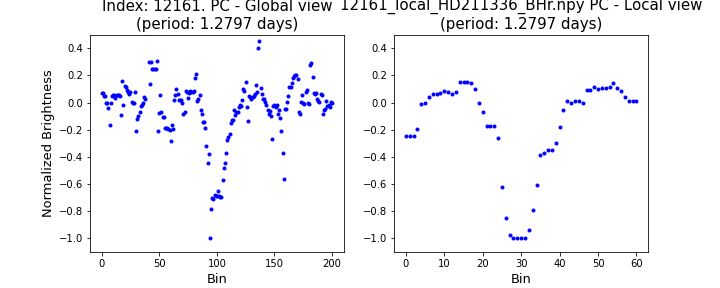 Index: 12161. PC - Global view
(period: 1.2797 days)
12161_local_HD211336_BHr.npy PC - Local view
(period: 1.2797 days)
Normalized Brightness
0.4
0.2
0.0
−0.2
−0.4
−0.6
−0.8
−1.0
0 50 100 150 200
Bin
0.4
0.2
0.0
−0.2
−0.4
−0.6
−0.8
−1.0
0 10 20 30 40 50 60
Bin